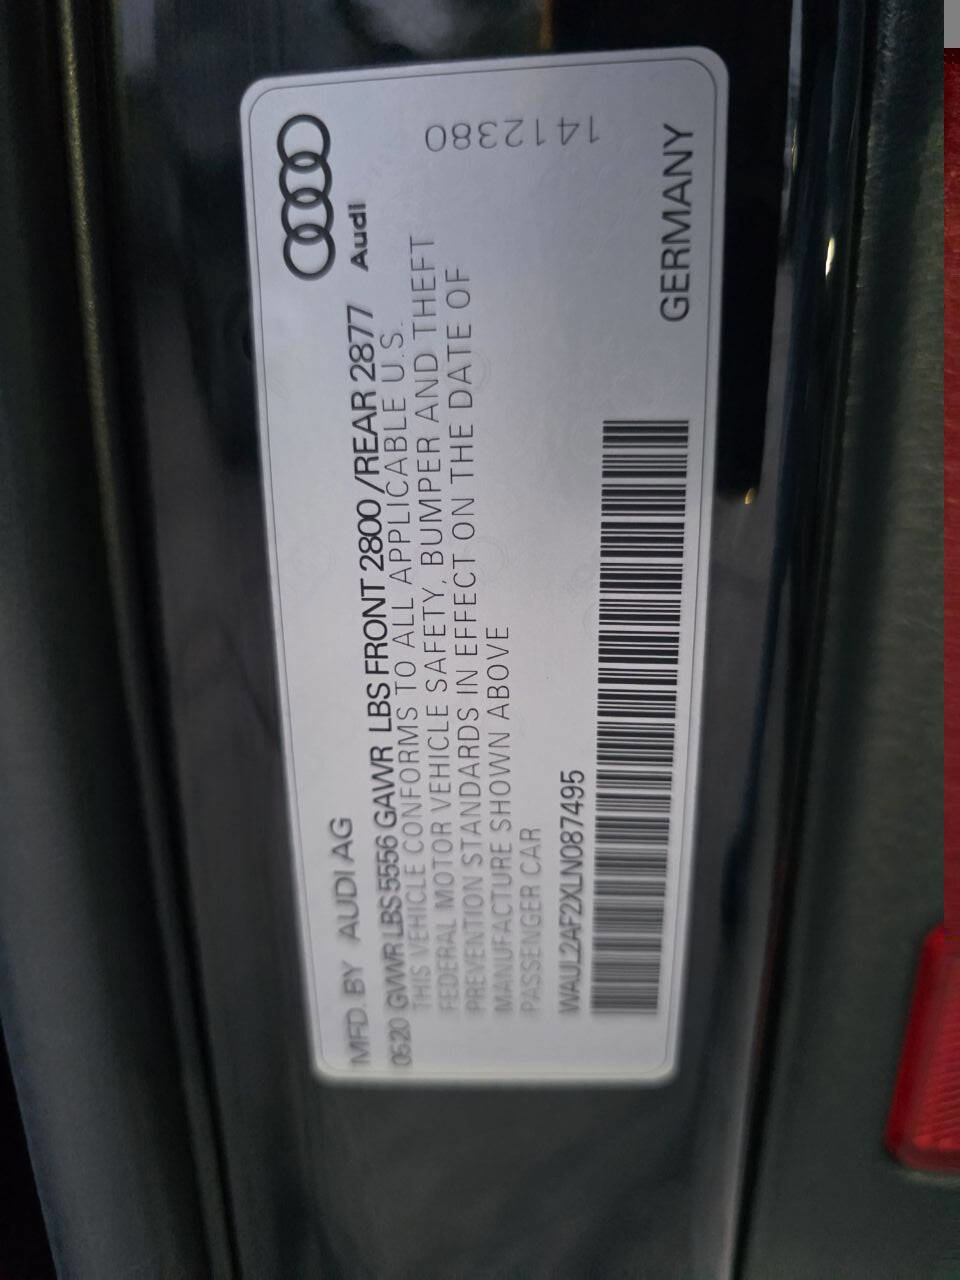 MFD. BY AUDI AG
0520 GVWR LBS 5556 GAWR LBS FRONT 2800 /REAR 2877
Audi
THIS VEHICLE CONFORMS TO ALL APPLICABLE U.S.
FEDERAL MOTOR VEHICLE SAFETY, BUMPER AND THEFT
PREVENTION STANDARDS IN EFFECT ON THE DATE OF
MANUFACTURE SHOWN ABOVE
PASSENGER CAR
WAUL2AF2XLN087495
GERMANY
1412380